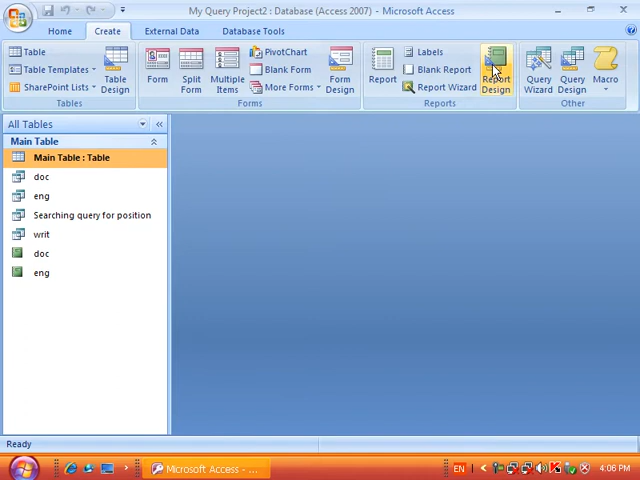 My Query Project2 : Database (Access 2007) - Microsoft Access
Home Create External Data Database Tools
Table
Table Templates
SharePoint Lists
Table Design
Tables
Form
Split Form
Multiple Items
PivotChart
Blank Form
More Forms
Form Design
Forms
Report
Labels
Blank Report
Report Wizard
Report Design
Reports
Query Wizard
Query Design
Macro
Other
All Tables
Main Table
Main Table : Table
doc
eng
Searching query for position
writ
doc
eng
Ready
Microsoft Access - ...
EN
4:06 PM